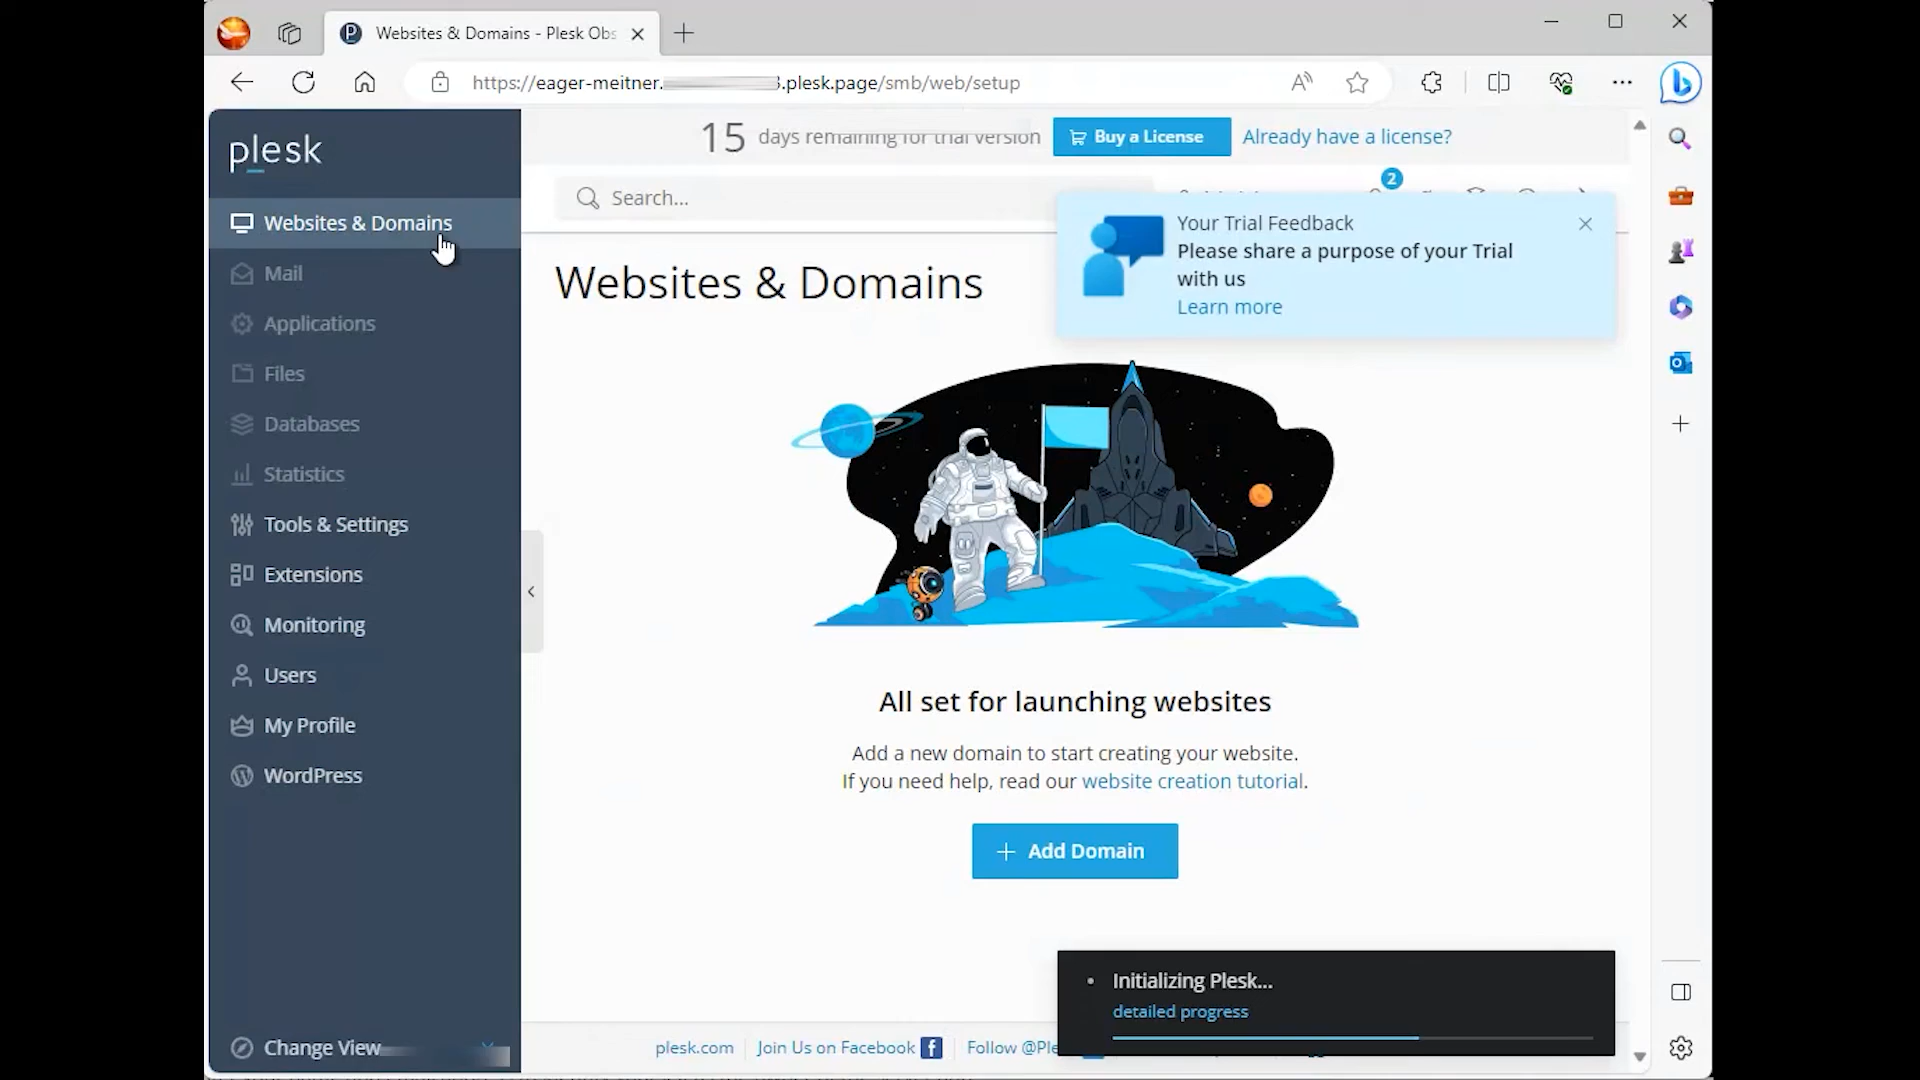 Websites & Domains - Plesk Obs
https://eager-meitner. .plesk.page/smb/web/setup
plesk
15 days remaining for trial version
Buy a License
Already have a license?
Search...
2
Your Trial Feedback
Please share a purpose of your Trial
with us
Learn more
Websites & Domains
Mail
Applications
Files
Databases
Statistics
Tools & Settings
Extensions
Monitoring
Users
My Profile
WordPress
Change View
Websites & Domains
All set for launching websites
Add a new domain to start creating your website.
If you need help, read our website creation tutorial.
+ Add Domain
Initializing Plesk...
detailed progress
plesk.com
Join Us on Facebook
Follow @Ple